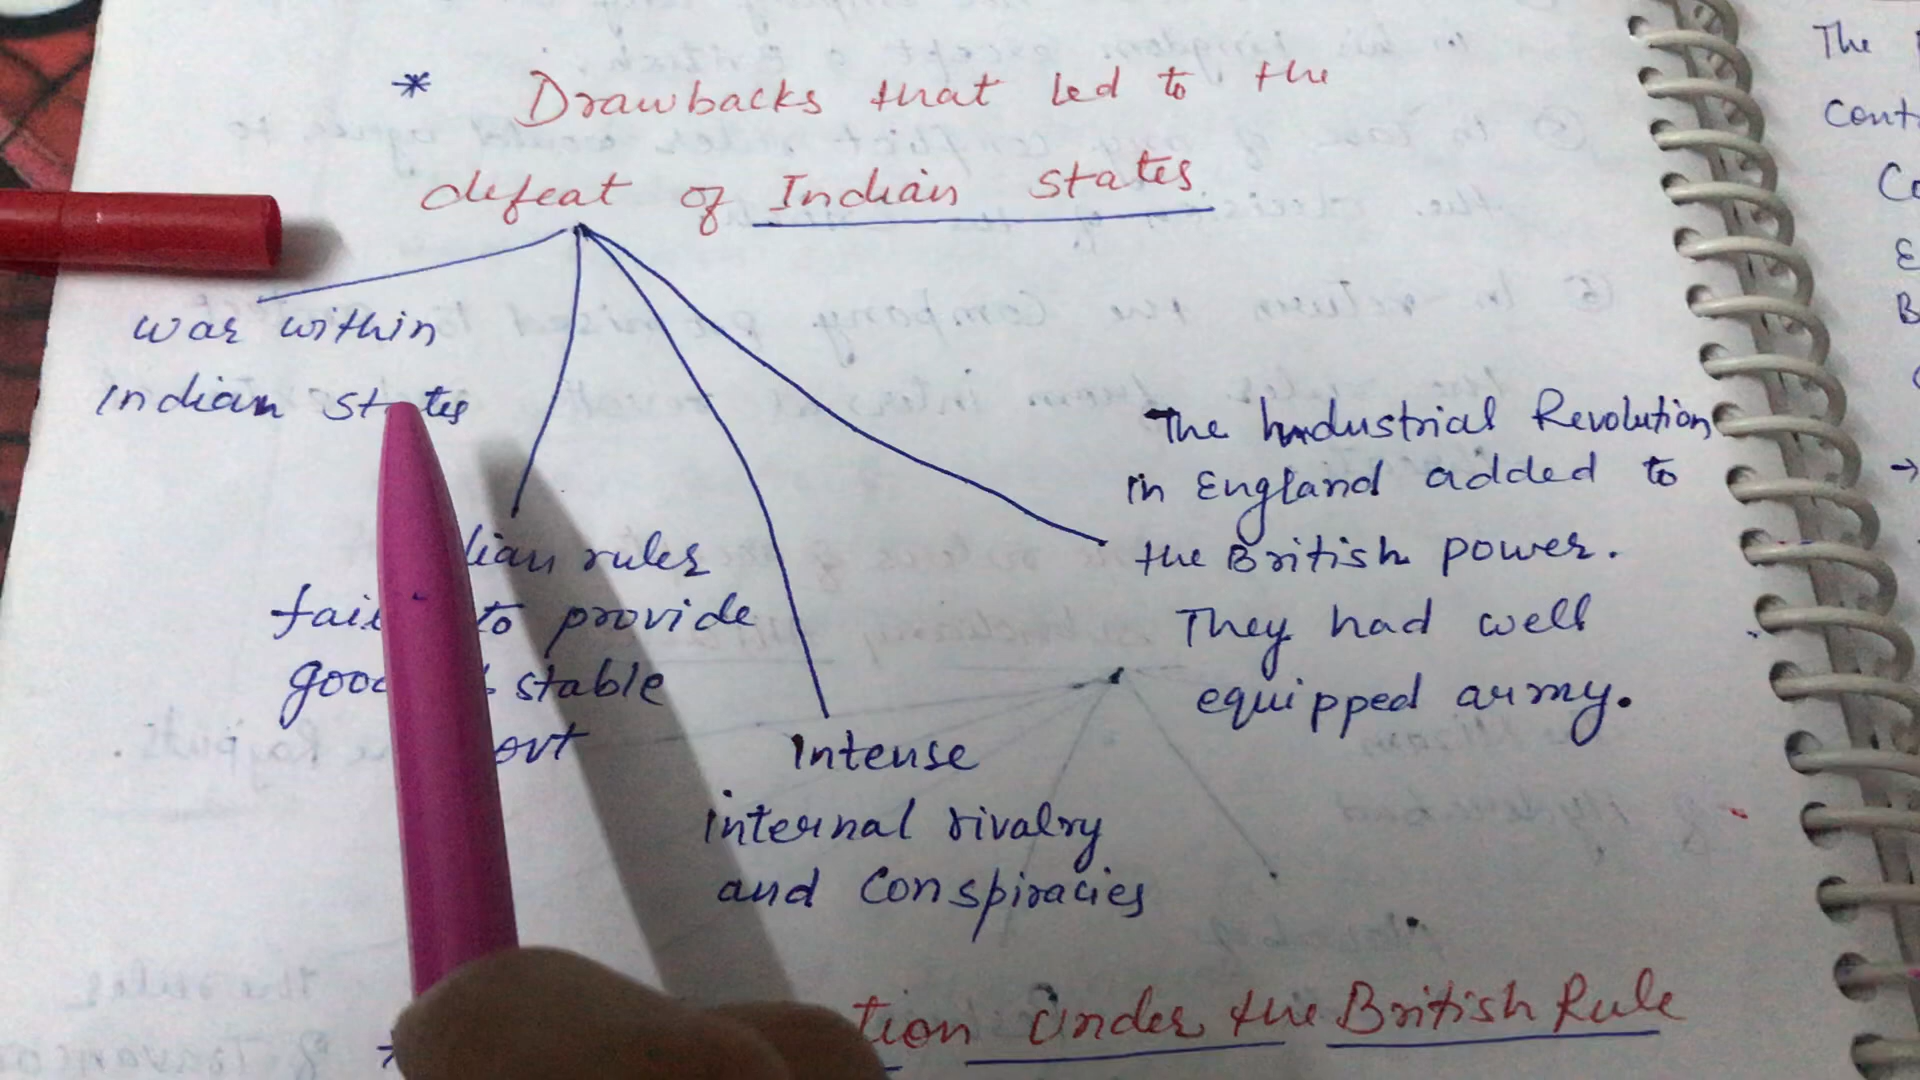 * Drawbacks that led to the
defeat of Indian states
war within
Indian states
rules
to provide
stable
Intense
internal rivalry
and Conspiracies
The Industrial Revolution
in England added to
the British power.
They had well
equipped army.
under the British Rule
The